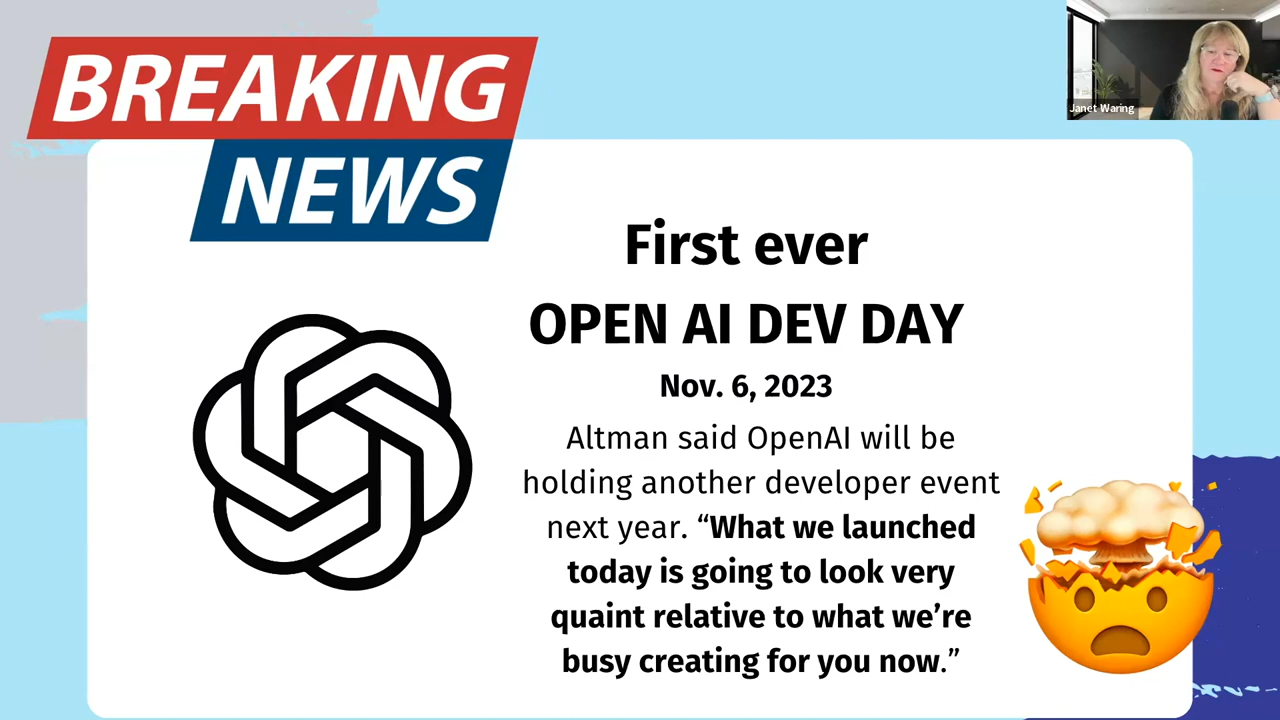 BREAKING
NEWS
Janet Waring
First ever
OPEN AI DEV DAY
Nov. 6, 2023
Altman said OpenAI will be
holding another developer event
next year. “What we launched
today is going to look very
quaint relative to what we’re
busy creating for you now.”